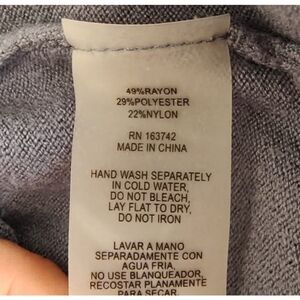 49%RAYON
29%POLYESTER
22%NYLON
RN 163742
MADE IN CHINA
HAND WASH SEPARATELY
IN COLD WATER,
DO NOT BLEACH,
LAY FLAT TO DRY,
DO NOT IRON
LAVAR A MANO
SEPARADAMENTE CON
AGUA FRIA,
NO USE BLANQUEADOR,
RECOSTAR PLANAMENTE
PARA SECAR,